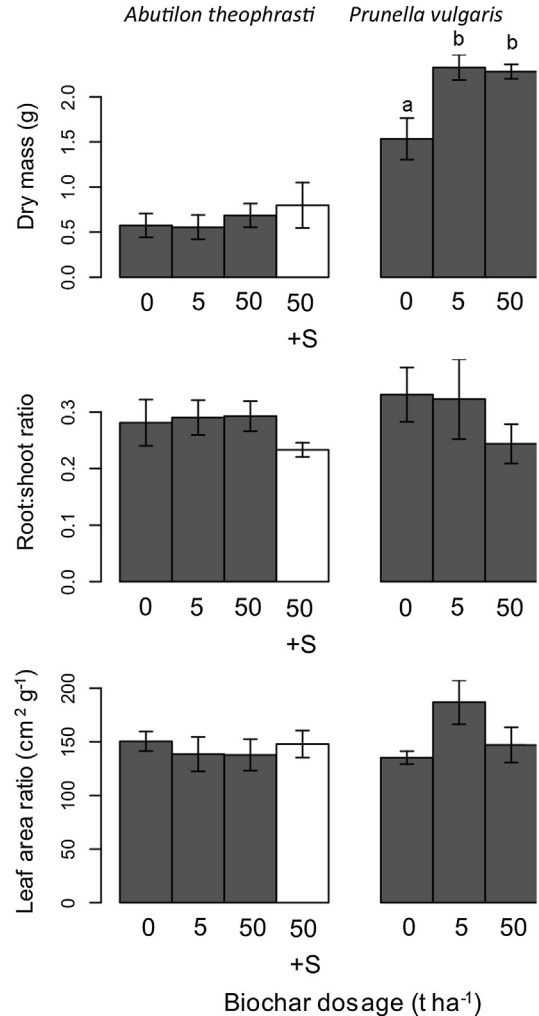 Abutilon theophrasti Prunella vulgaris
Dry mass (g)
2.0
1.5
1.0
0.5
0.0
a b b
0 5 50 50 0 5 50
+S
Root:shoot ratio
0.3
0.2
0.1
0.0
0 5 50 50 0 5 50
+S
Leaf area ratio (cm² g⁻¹)
200
150
100
50
0
0 5 50 50 0 5 50
+S
Biochar dosage (t ha⁻¹)